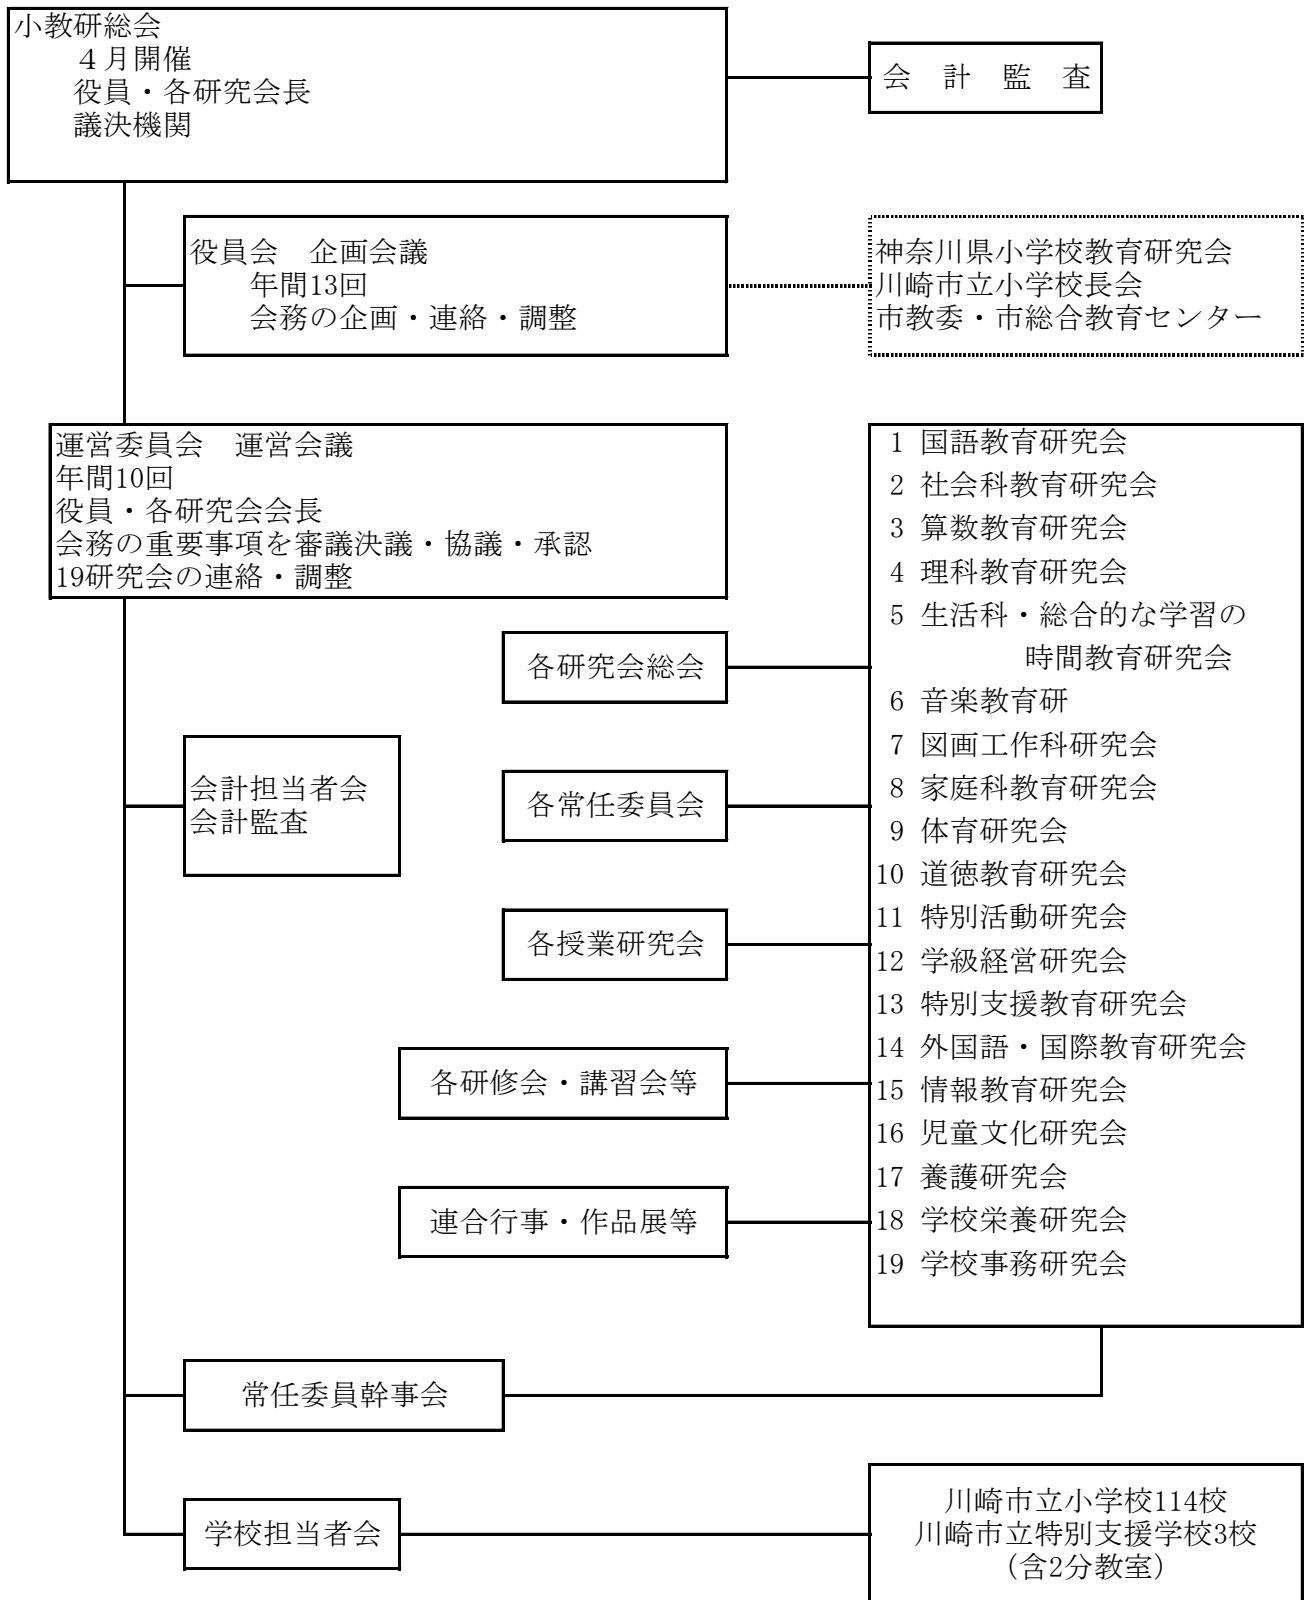 小教研総会
４月開催
役員・各研究会長
議決機関
会　計　監　査
役員会　企画会議
年間13回
会務の企画・連絡・調整
神奈川県小学校教育研究会
川崎市立小学校長会
市教委・市総合教育センター
運営委員会　運営会議
年間10回
役員・各研究会会長
会務の重要事項を審議決議・協議・承認
19研究会の連絡・調整
1 国語教育研究会
2 社会科教育研究会
3 算数教育研究会
4 理科教育研究会
5 生活科・総合的な学習の
時間教育研究会
6 音楽教育研
7 図画工作科研究会
8 家庭科教育研究会
9 体育研究会
10 道徳教育研究会
11 特別活動研究会
12 学級経営研究会
13 特別支援教育研究会
14 外国語・国際教育研究会
15 情報教育研究会
16 児童文化研究会
17 養護研究会
18 学校栄養研究会
19 学校事務研究会
各研究会総会
会計担当者会
会計監査
各常任委員会
各授業研究会
各研修会・講習会等
連合行事・作品展等
常任委員幹事会
学校担当者会
川崎市立小学校114校
川崎市立特別支援学校3校
(含2分教室)